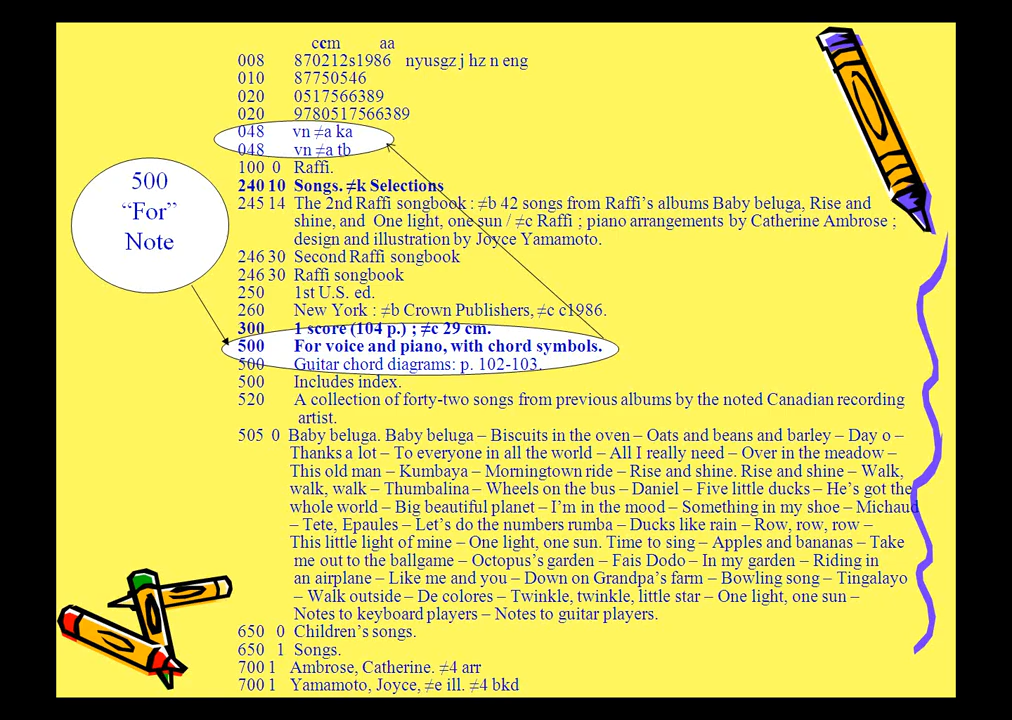 ccm aa
008 870212s1986 nyusgz j hz n eng
010 87750546
020 0517566389
020 9780517566389
048 vn ≠a ka
048 vn ≠a tb
100 0 Raffi.
240 10 Songs. ≠k Selections
245 14 The 2nd Raffi songbook : ≠b 42 songs from Raffi’s albums Baby beluga, Rise and
shine, and One light, one sun / ≠c Raffi ; piano arrangements by Catherine Ambrose ;
design and illustration by Joyce Yamamoto.
246 30 Second Raffi songbook
246 30 Raffi songbook
250 1st U.S. ed.
260 New York : ≠b Crown Publishers, ≠c c1986.
300 1 score (104 p.) ; ≠c 29 cm.
500 For voice and piano, with chord symbols.
500 Guitar chord diagrams: p. 102-103.
500 Includes index.
520 A collection of forty-two songs from previous albums by the noted Canadian recording
artist.
505 0 Baby beluga. Baby beluga – Biscuits in the oven – Oats and beans and barley – Day o –
Thanks a lot – To everyone in all the world – All I really need – Over in the meadow –
This old man – Kumbaya – Morningtown ride – Rise and shine. Rise and shine – Walk,
walk, walk – Thumbalina – Wheels on the bus – Daniel – Five little ducks – He’s got the
whole world – Big beautiful planet – I’m in the mood – Something in my shoe – Michaud
– Tete, Epaules – Let’s do the numbers rumba – Ducks like rain – Row, row, row –
This little light of mine – One light, one sun. Time to sing – Apples and bananas – Take
me out to the ballgame – Octopus’s garden – Fais Dodo – In my garden – Riding in
an airplane – Like me and you – Down on Grandpa’s farm – Bowling song – Tingalayo
– Walk outside – De colores – Twinkle, twinkle, little star – One light, one sun –
Notes to keyboard players – Notes to guitar players.
650 0 Children’s songs.
650 1 Songs.
700 1 Ambrose, Catherine. ≠4 arr
700 1 Yamamoto, Joyce, ≠e ill. ≠4 bkd
500
“For”
Note